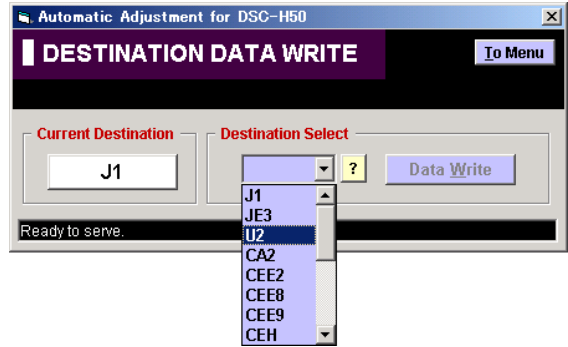 Automatic Adjustment for DSC-H50
DESTINATION DATA WRITE
To Menu
Current Destination
Destination Select
J1
?
Data Write
J1
JE3
U2
CA2
CEE2
CEE8
CEE9
CEH
Ready to serve.